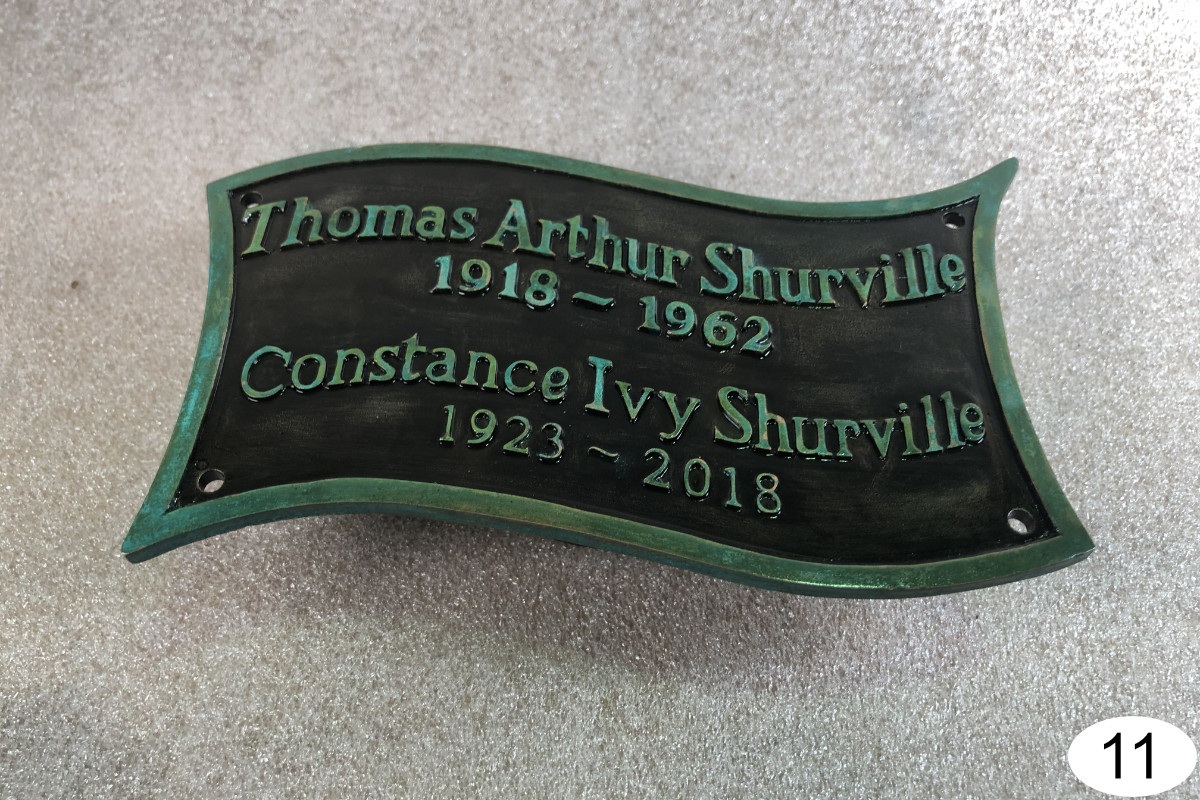 Thomas Arthur Shurville
1918 ~ 1962
Constance Ivy Shurville
1923 ~ 2018
11